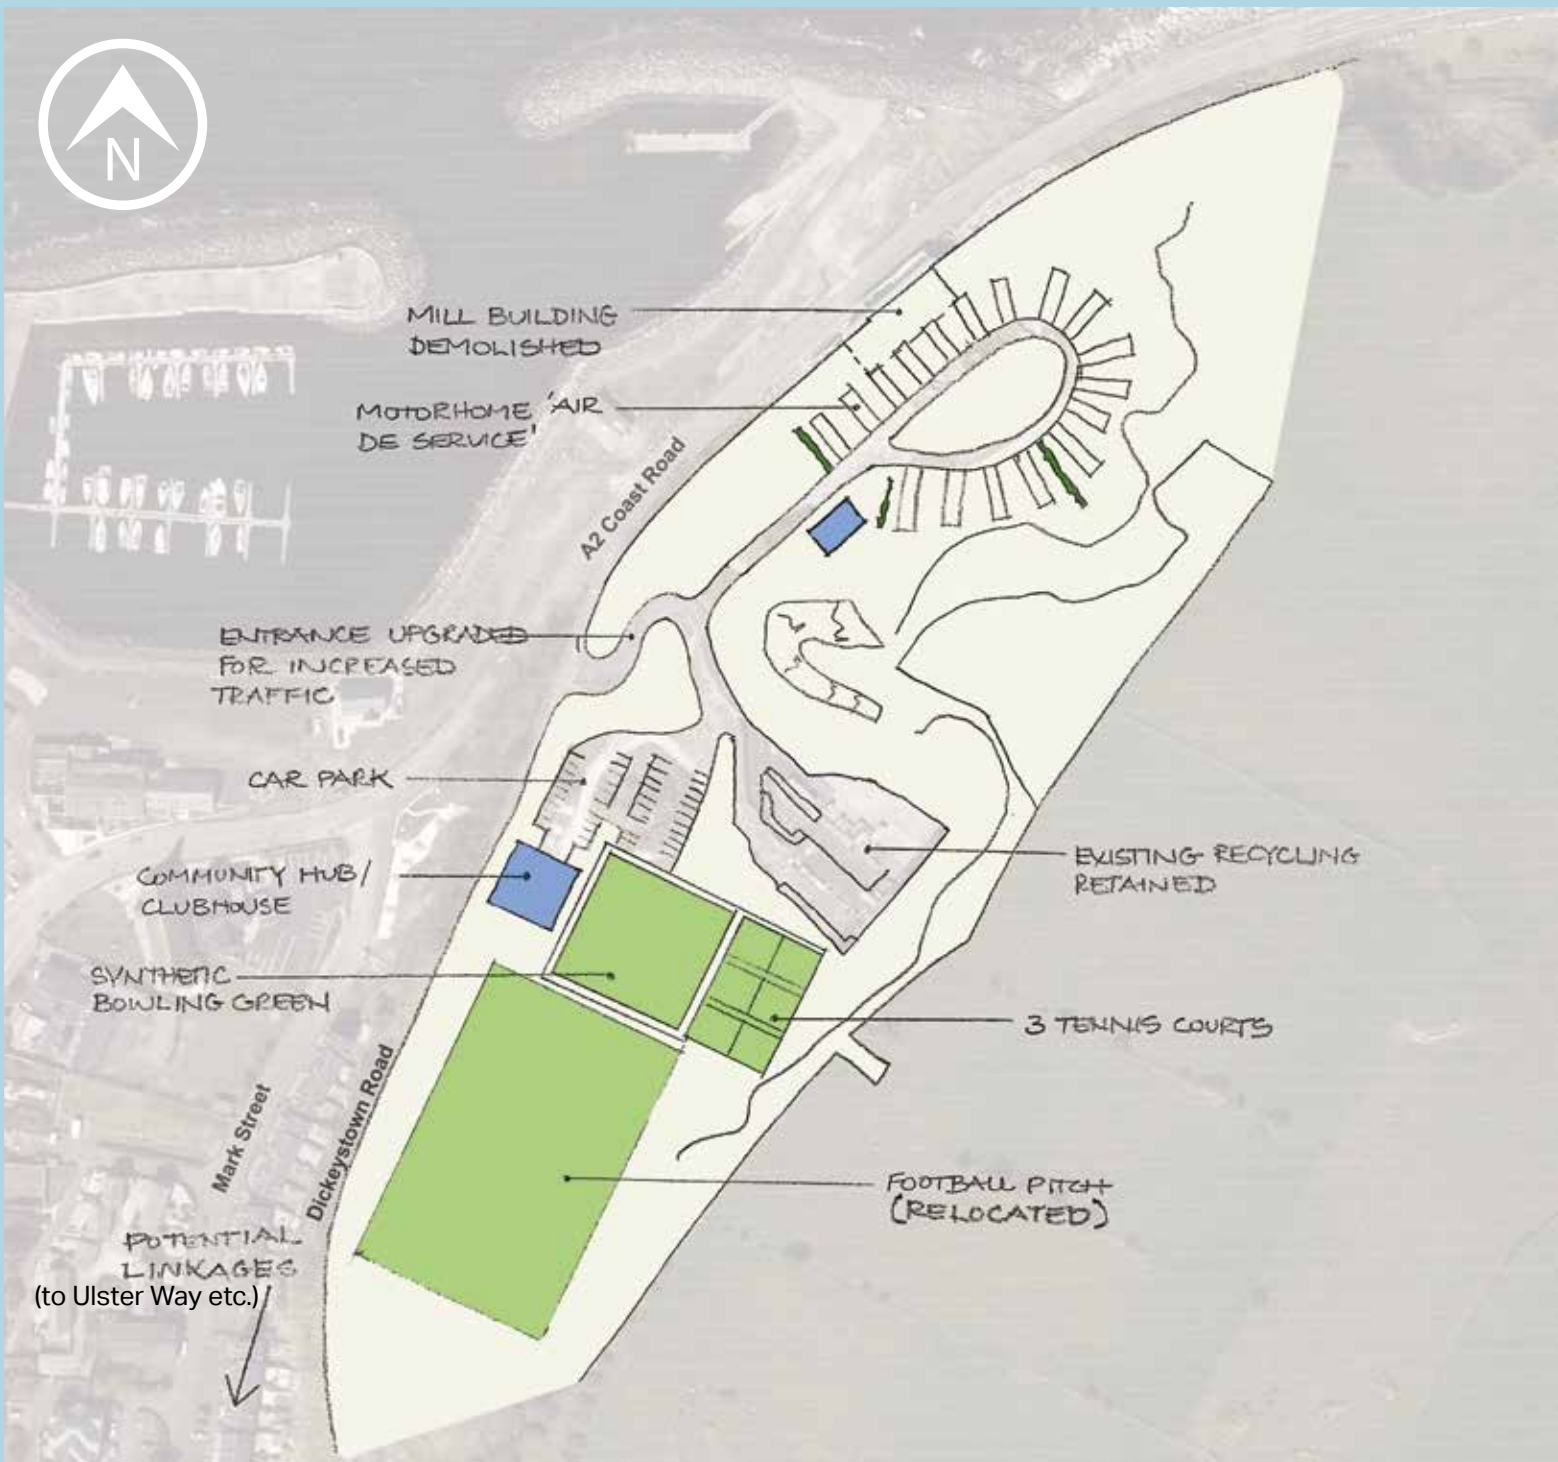 N
MILL BUILDING
DEMOLISHED
MOTORHOME 'AIR
DE SERVICE'
A2 Coast Road
ENTRANCE UPGRADED
FOR INCREASED
TRAFFIC
CAR PARK
COMMUNITY HUB/
CLUBHOUSE
EXISTING RECYCLING
RETAINED
SYNTHETIC
BOWLING GREEN
3 TENNIS COURTS
Mark Street
Dickeystown Road
FOOTBALL PITCH
(RELOCATED)
POTENTIAL
LINKAGES
(to Ulster Way etc.)